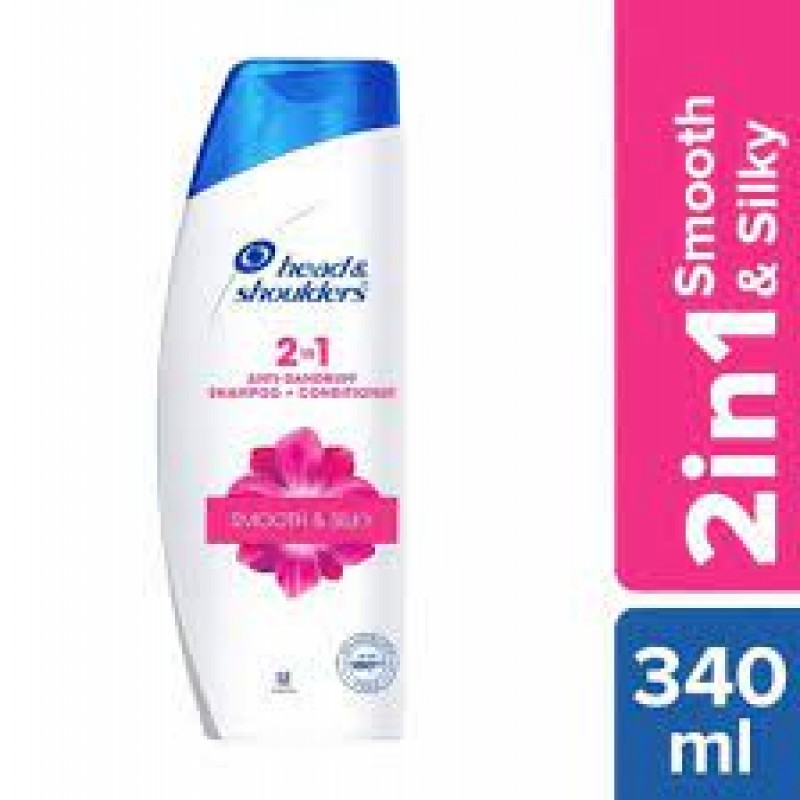 head &
shoulders
2in1
ANTI-DANDRUFF
SHAMPOO + CONDITIONER
SMOOTH & SILKY
2in1 Smooth
& Silky
340
ml